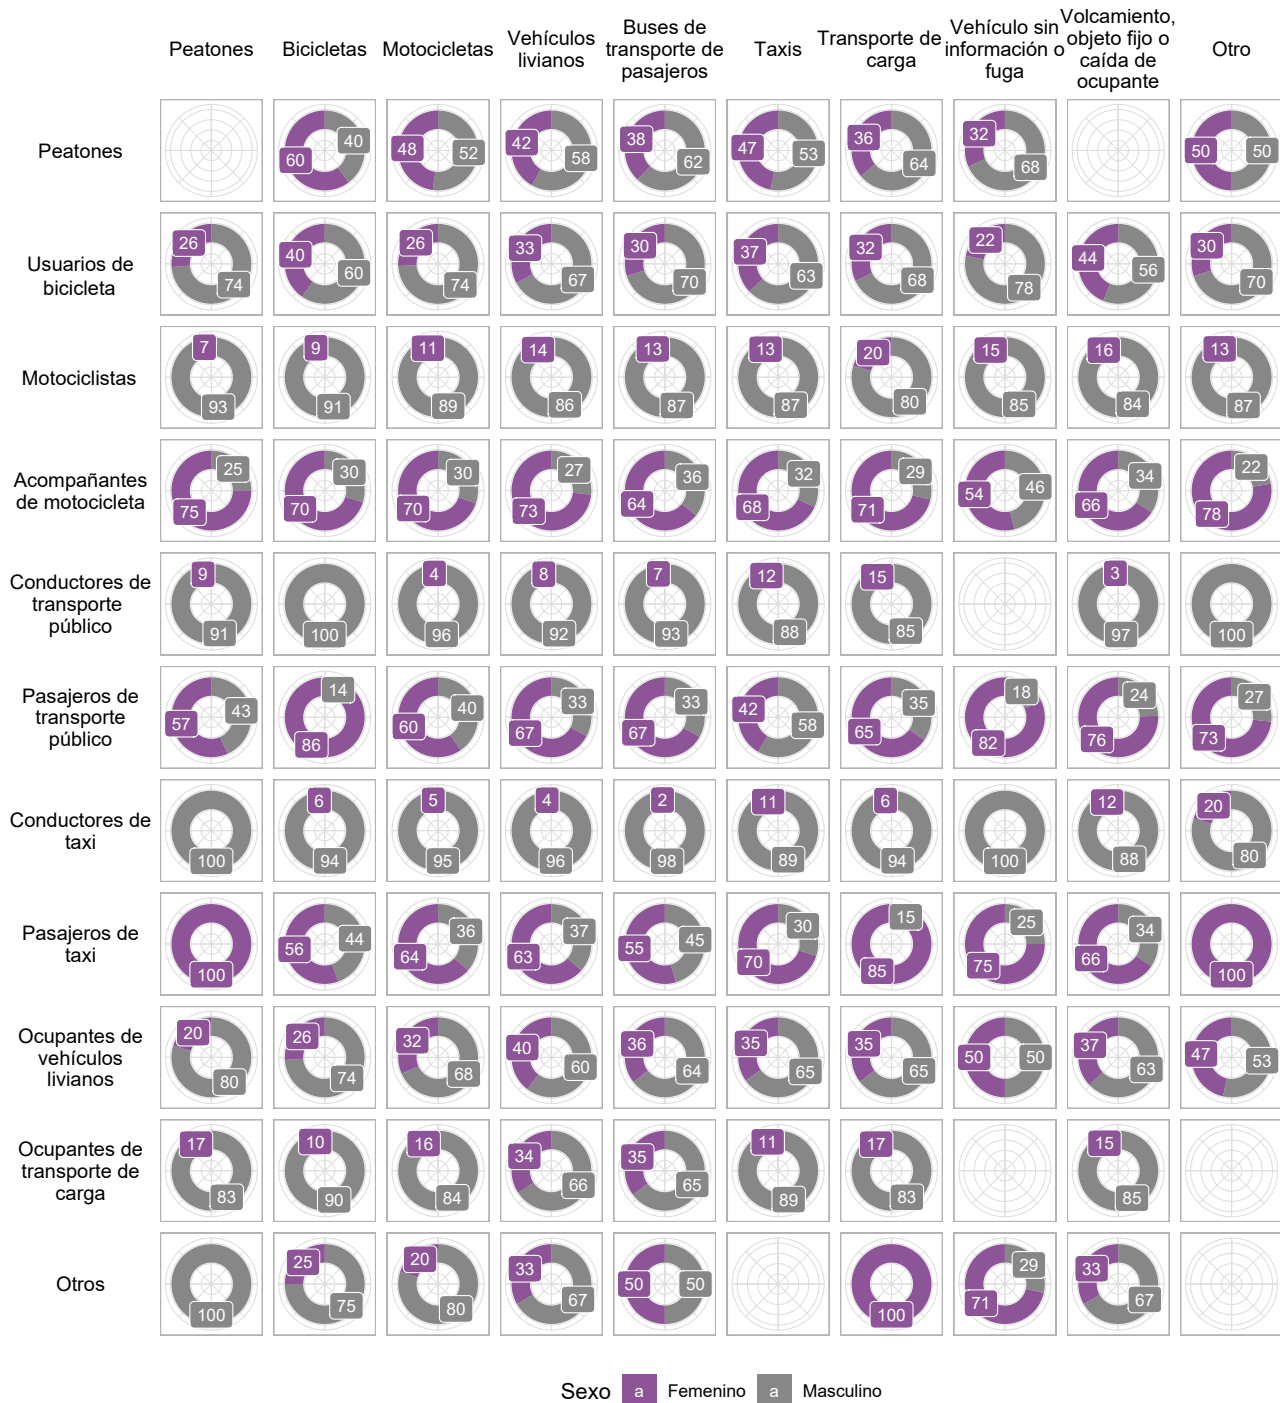 Peatones Bicicletas Motocicletas Vehículos livianos Buses de transporte de pasajeros Taxis Transporte de carga Vehículo sin información o fuga Volcamiento, objeto fijo o caída de ocupante Otro
Peatones
60 40 48 52 42 58 38 62 47 53 36 64 32 68 50 50
Usuarios de bicicleta
26 74 40 60 26 74 33 67 30 70 37 63 32 68 22 78 44 56 30 70
Motociclistas
7 93 9 91 11 89 14 86 13 87 13 87 20 80 15 85 16 84 13 87
Acompañantes de motocicleta
75 25 70 30 70 30 73 27 64 36 68 32 71 29 54 46 66 34 78 22
Conductores de transporte público
9 91 100 4 96 8 92 7 93 12 88 15 85 3 97 100
Pasajeros de transporte público
57 43 86 14 60 40 67 33 67 33 42 58 65 35 82 18 76 24 73 27
Conductores de taxi
100 6 94 5 95 4 96 2 98 11 89 6 94 100 12 88 20 80
Pasajeros de taxi
100 56 44 64 36 63 37 55 45 70 30 85 15 75 25 66 34 100
Ocupantes de vehículos livianos
20 80 26 74 32 68 40 60 36 64 35 65 35 65 50 50 37 63 47 53
Ocupantes de transporte de carga
17 83 10 90 16 84 34 66 35 65 11 89 17 83 15 85
Otros
100 25 75 20 80 33 67 50 50 100 71 29 33 67
Sexo a Femenino a Masculino